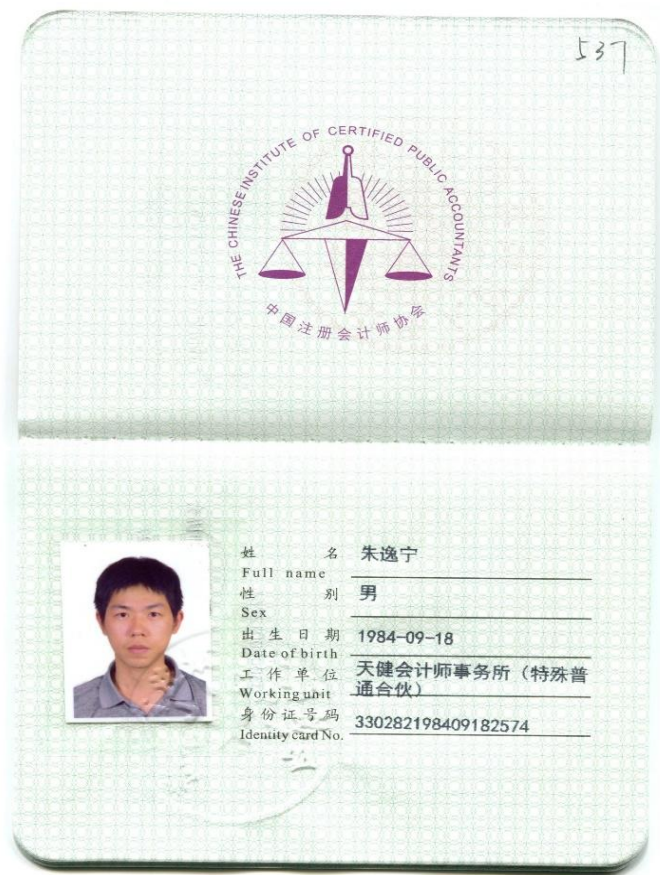 537
THE CHINESE INSTITUTE OF CERTIFIED PUBLIC ACCOUNTANTS
中国注册会计师协会
姓 名 朱逸宁
Full name
性 别 男
Sex
出生日期 1984-09-18
Date of birth
工作单位 天健会计师事务所（特殊普
Working unit 通合伙）
身份证号码 330282198409182574
Identity card No.